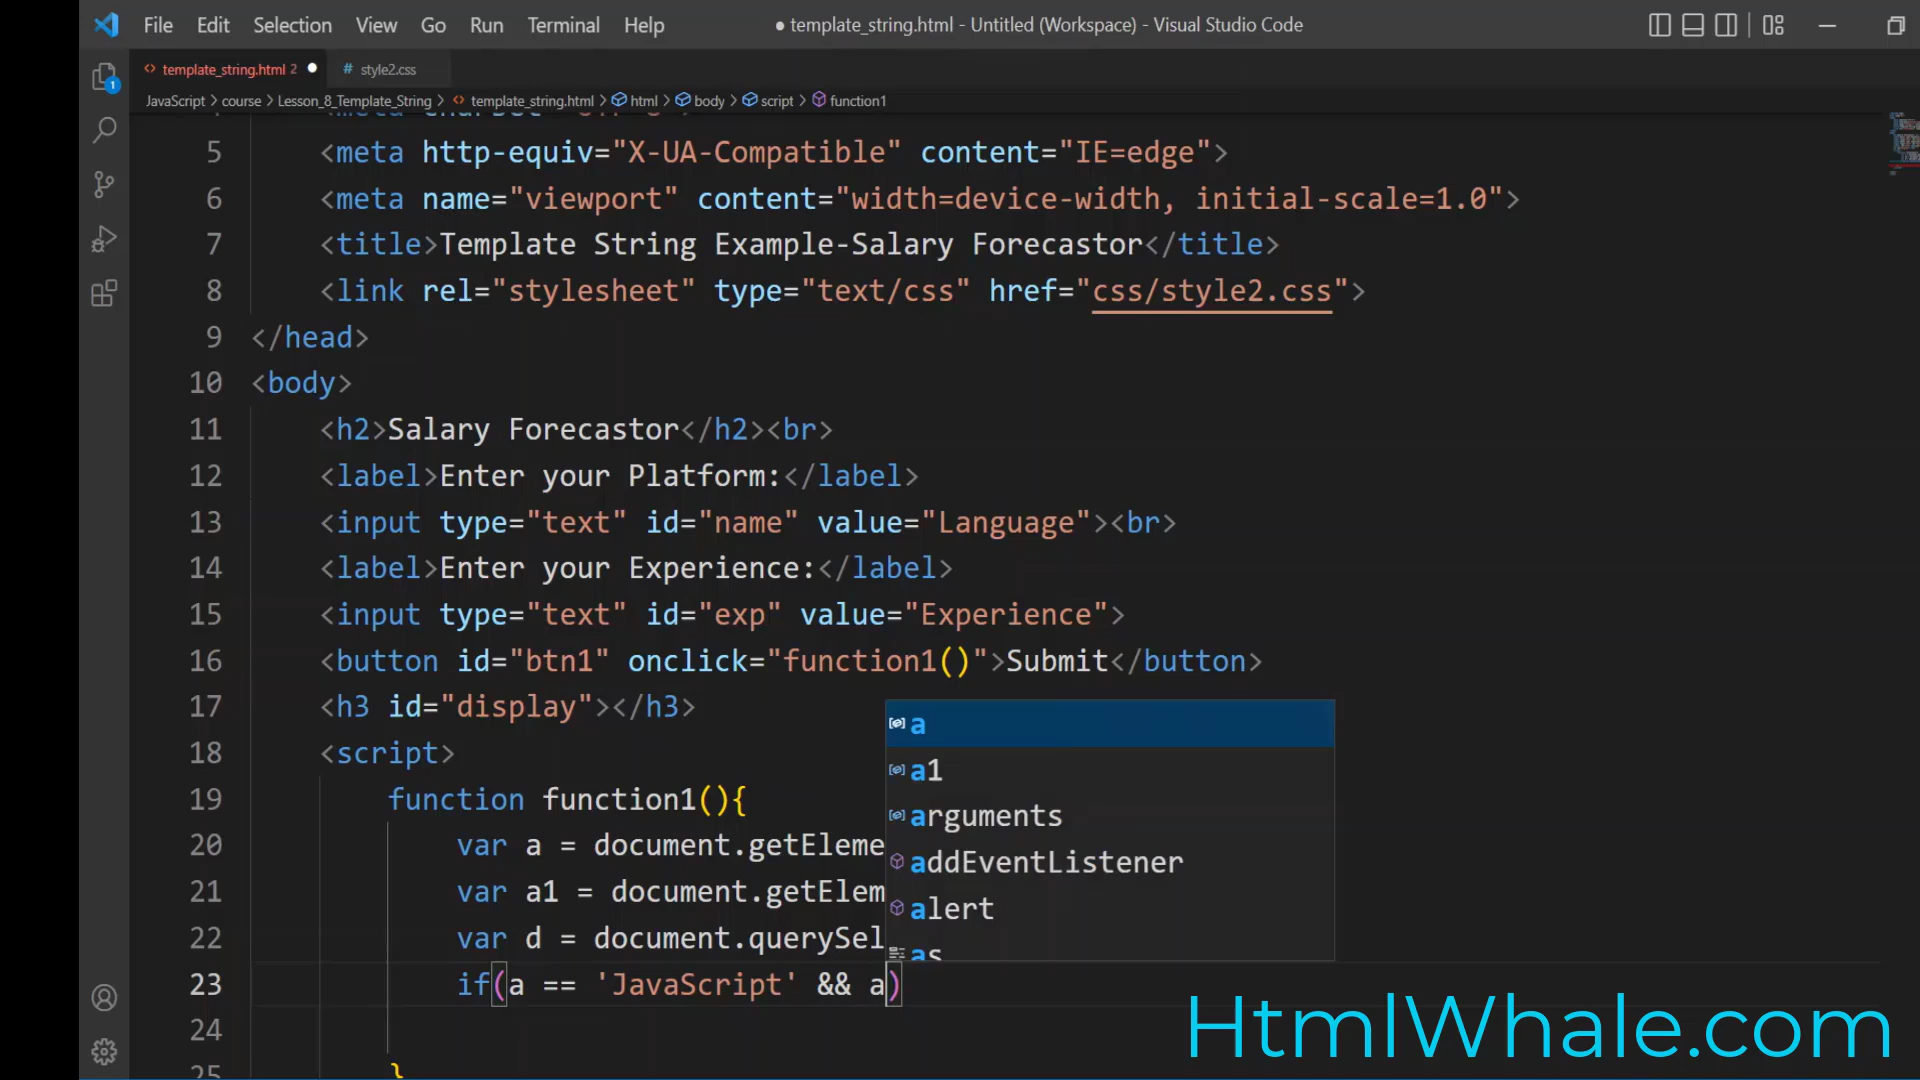 File Edit Selection View Go Run Terminal Help ● template_string.html - Untitled (Workspace) - Visual Studio Code
<> template_string.html 2 ● # style2.css
1
JavaScript > course > Lesson_8_Template_String > <> template_string.html > html > body > script > function1
5 <meta http-equiv="X-UA-Compatible" content="IE=edge">
6 <meta name="viewport" content="width=device-width, initial-scale=1.0">
7 <title>Template String Example-Salary Forecastor</title>
8 <link rel="stylesheet" type="text/css" href="css/style2.css">
9 </head>
10 <body>
11 <h2>Salary Forecastor</h2><br>
12 <label>Enter your Platform:</label>
13 <input type="text" id="name" value="Language"><br>
14 <label>Enter your Experience:</label>
15 <input type="text" id="exp" value="Experience">
16 <button id="btn1" onclick="function1()">Submit</button>
17 <h3 id="display"></h3>
18 <script>
19 function function1(){
20 var a = document.getEleme
21 var a1 = document.getElem
22 var d = document.querySel
23 if(a == 'JavaScript' && a)
24
25 }
a
a1
arguments
addEventListener
alert
as
HtmlWhale.com